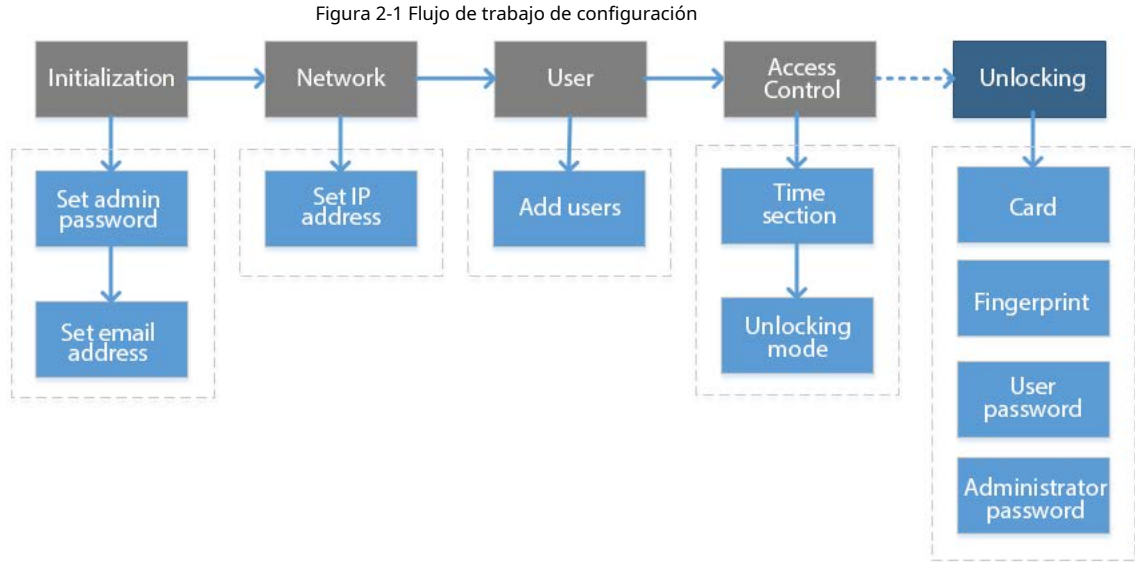 Figura 2-1 Flujo de trabajo de configuración
Initialization
Network
User
Access
Control
Unlocking
Set admin
password
Set email
address
Set IP
address
Add users
Time
section
Unlocking
mode
Card
Fingerprint
User
password
Administrator
password